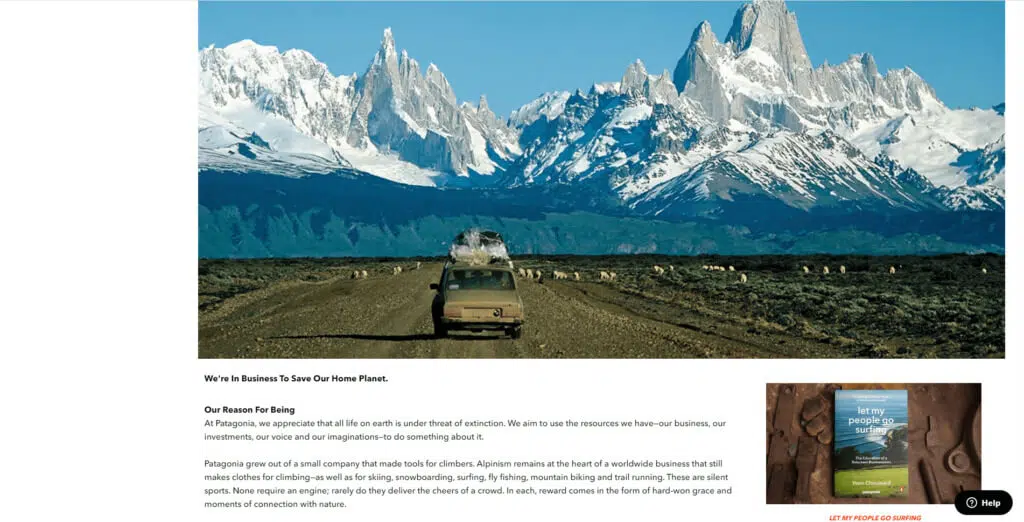 We're In Business To Save Our Home Planet.
Our Reason For Being
At Patagonia, we appreciate that all life on earth is under threat of extinction. We aim to use the resources we have—our business, our
investments, our voice and our imaginations—to do something about it.
Patagonia grew out of a small company that made tools for climbers. Alpinism remains at the heart of a worldwide business that still
makes clothes for climbing—as well as for skiing, snowboarding, surfing, fly fishing, mountain biking and trail running. These are silent
sports. None require an engine; rarely do they deliver the cheers of a crowd. In each, reward comes in the form of hard-won grace and
moments of connection with nature.
let my
people go
surfing
The Education of a
Reluctant Businessman
Yvon Chouinard
patagonia
LET MY PEOPLE GO SURFING
Help